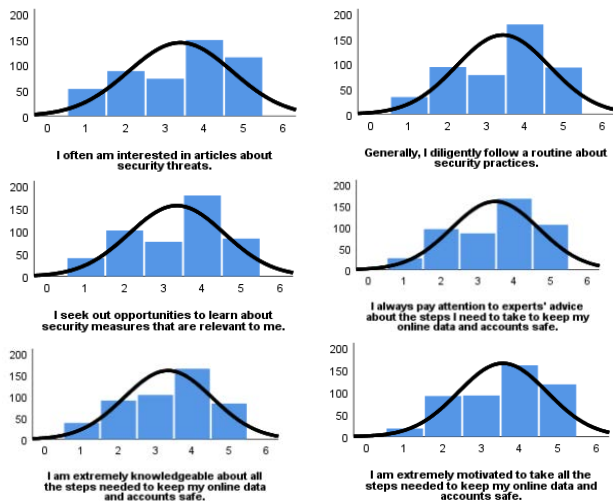 200
150
100
50
0
0 1 2 3 4 5 6
I often am interested in articles about
security threats.
200
150
100
50
0
0 1 2 3 4 5 6
Generally, I diligently follow a routine about
security practices.
200
150
100
50
0
0 1 2 3 4 5 6
I seek out opportunities to learn about
security measures that are relevant to me.
200
150
100
50
0
0 1 2 3 4 5 6
I always pay attention to experts' advice
about the steps I need to take to keep my
online data and accounts safe.
200
150
100
50
0
0 1 2 3 4 5 6
I am extremely knowledgeable about all
the steps needed to keep my online data
and accounts safe.
200
150
100
50
0
0 1 2 3 4 5 6
I am extremely motivated to take all the
steps needed to keep my online data and
accounts safe.